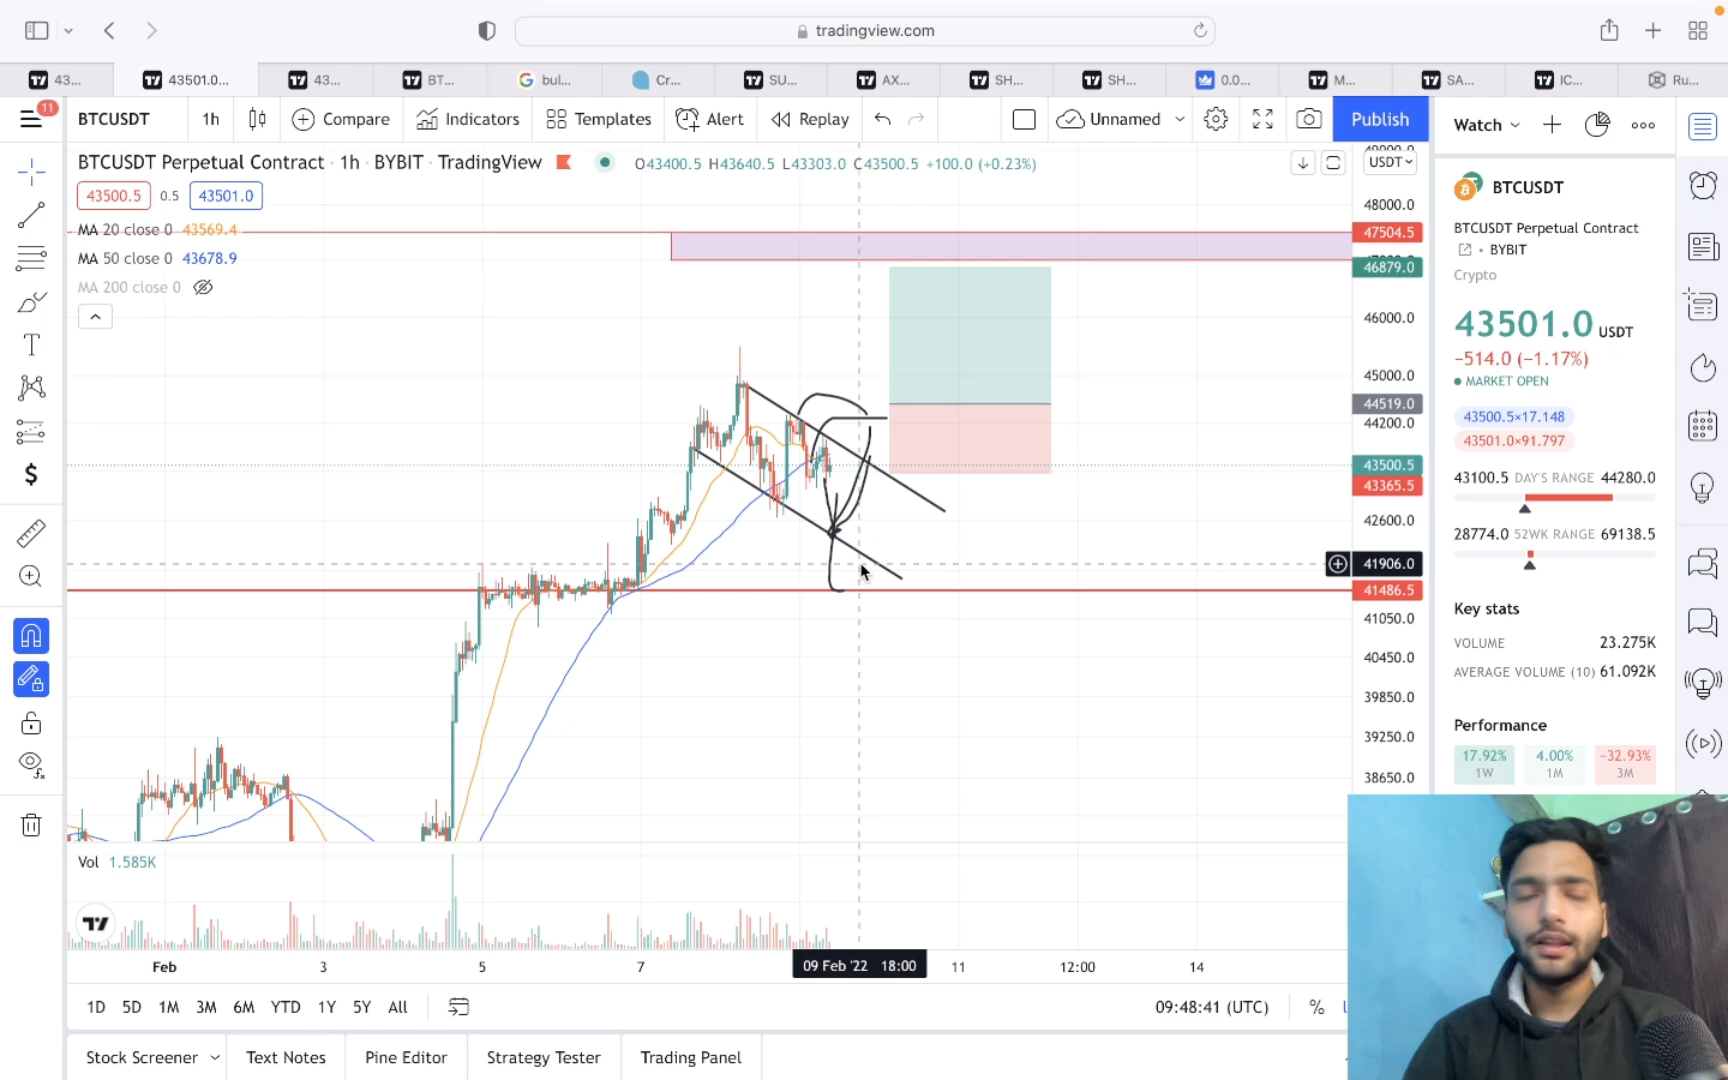 tradingview.com
43...
43501.0...
43...
BT...
bul...
Cr...
SU...
AX...
SH...
SH...
0.0...
M...
SA...
IC...
Ru...
11
BTCUSDT
1h
Compare
Indicators
Templates
Alert
Replay
Unnamed
Publish
Watch
BTCUSDT Perpetual Contract · 1h · BYBIT · TradingView
O43400.5 H43640.5 L43303.0 C43500.5 +100.0 (+0.23%)
USDT
43500.5
0.5
43501.0
MA 20 close 0 43569.4
MA 50 close 0 43678.9
MA 200 close 0
49000.0
48000.0
47504.5
46879.0
46000.0
45000.0
44519.0
44200.0
43500.5
43365.5
42600.0
41906.0
41486.5
41050.0
40450.0
39850.0
39250.0
38650.0
BTCUSDT
BTCUSDT Perpetual Contract
BYBIT
Crypto
43501.0 USDT
−514.0 (−1.17%)
MARKET OPEN
43500.5×17.148
43501.0×91.797
43100.5 DAY'S RANGE 44280.0
28774.0 52WK RANGE 69138.5
Key stats
VOLUME 23.275K
AVERAGE VOLUME (10) 61.092K
Performance
17.92%
1W
4.00%
1M
−32.93%
3M
Vol 1.585K
Feb
3
5
7
09 Feb '22 18:00
11
12:00
14
1D
5D
1M
3M
6M
YTD
1Y
5Y
All
09:48:41 (UTC)
%
Stock Screener
Text Notes
Pine Editor
Strategy Tester
Trading Panel